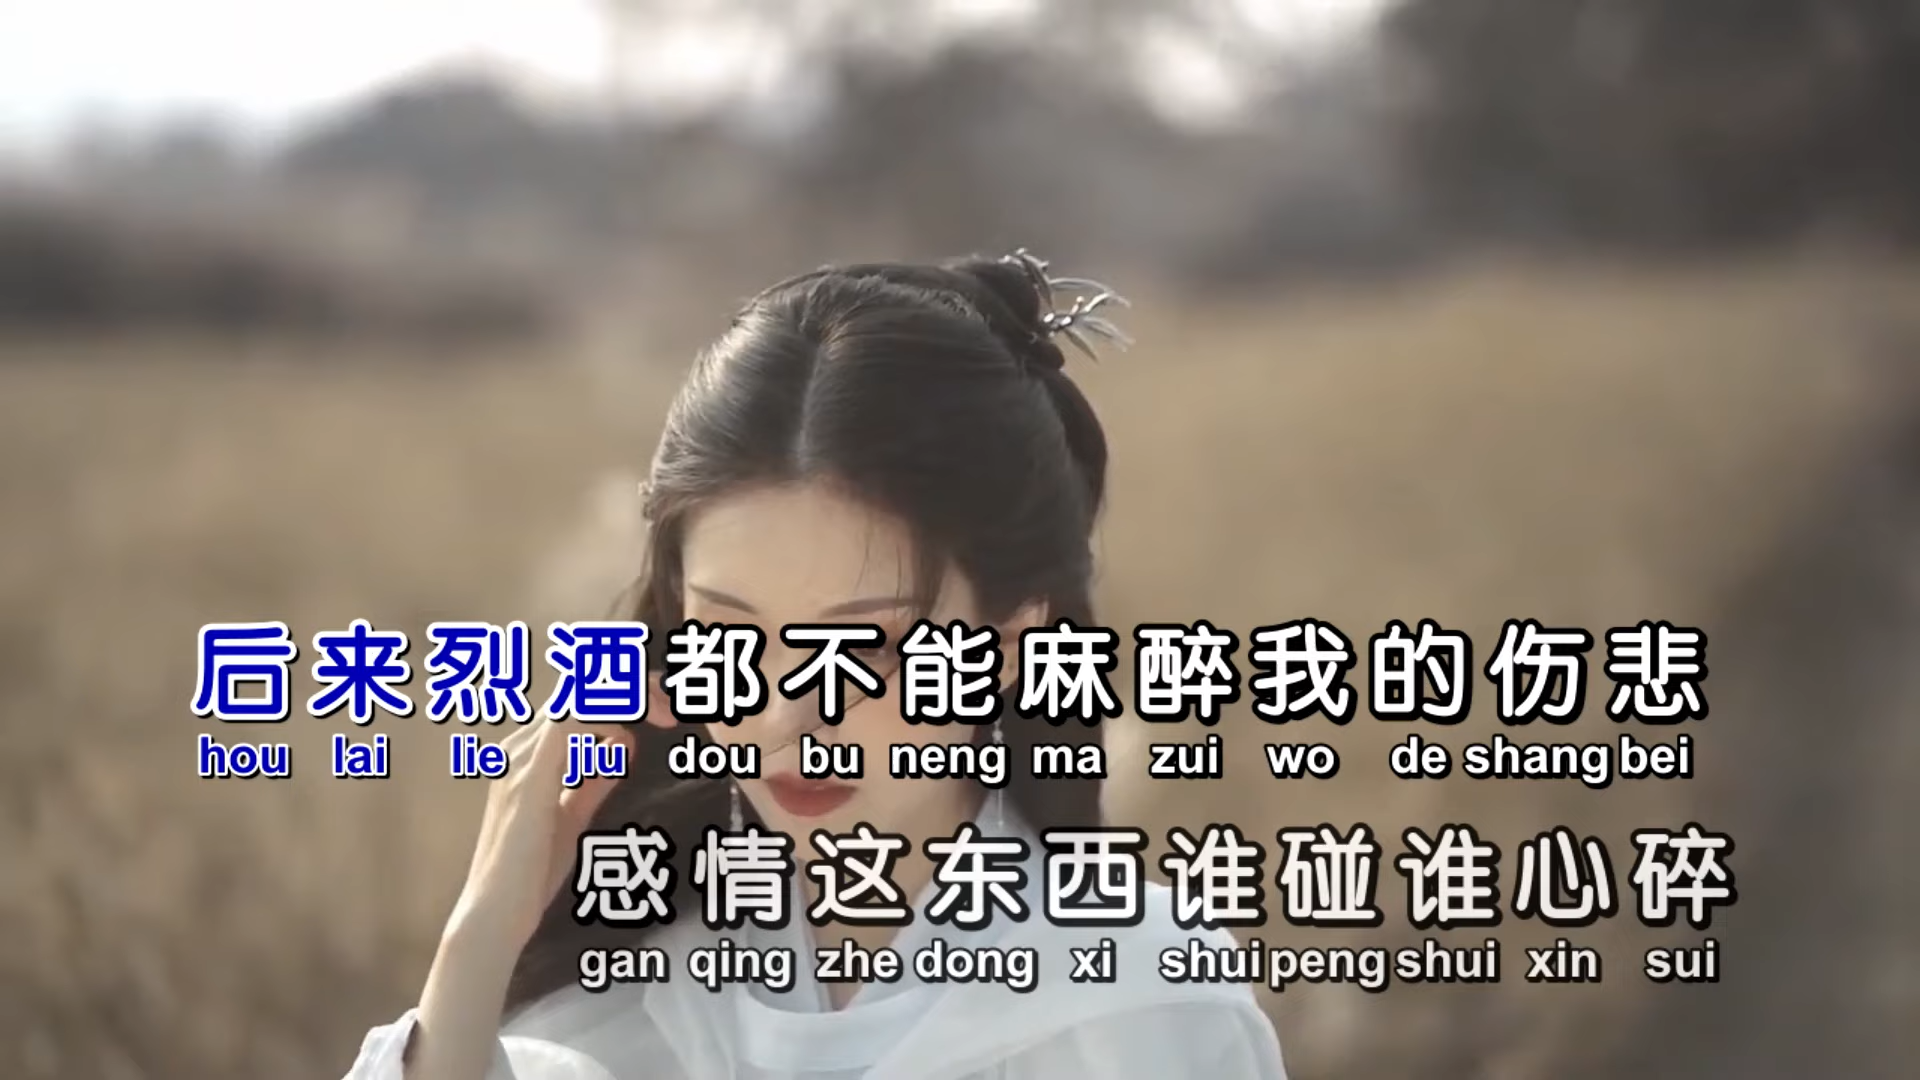 后来烈酒都不能麻醉我的伤悲
hou lai lie jiu dou bu neng ma zui wo de shang bei
感情这东西谁碰谁心碎
gan qing zhe dong xi shui peng shui xin sui